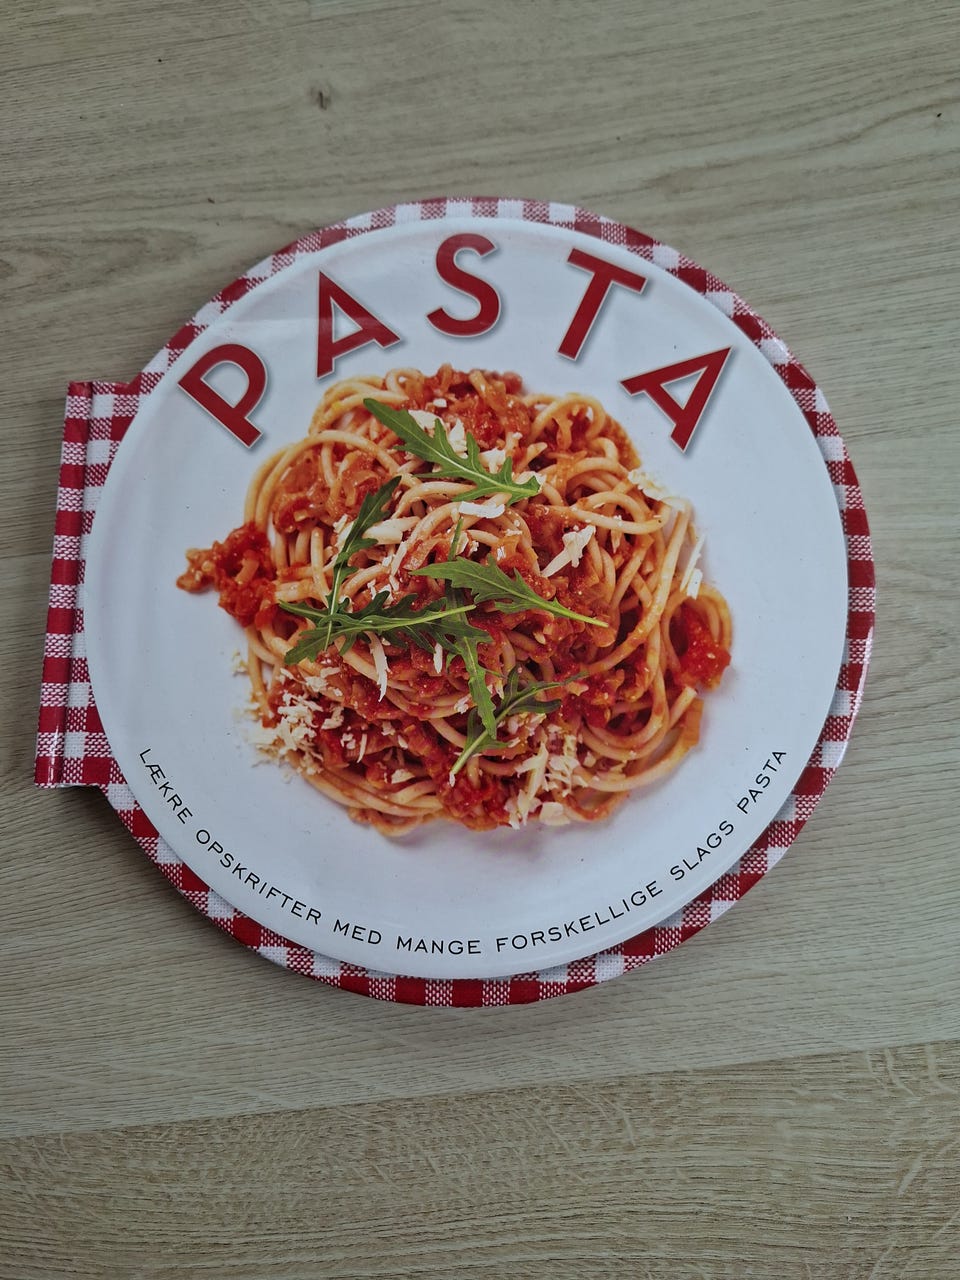 PASTA
LÆKRE OPSKRIFTER MED MANGE FORSKELLIGE SLAGS PASTA